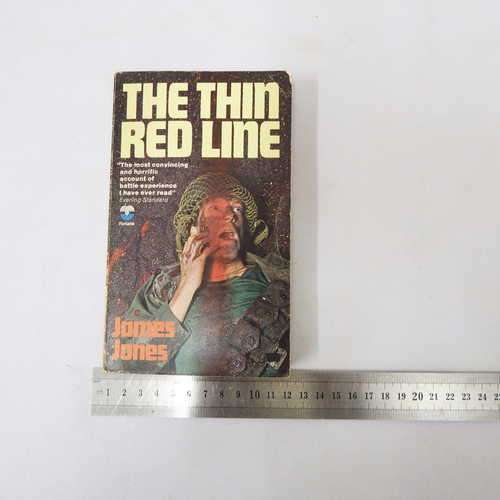 THE THIN
RED LINE
"The most convincing
and horrific
account of
battle experience
I have ever read"
Evening Standard
Fontana
James
Jones
1 2 3 4 5 6 7 8 9 10 11 12 13 14 15 16 17 18 19 20 21 22 23 24